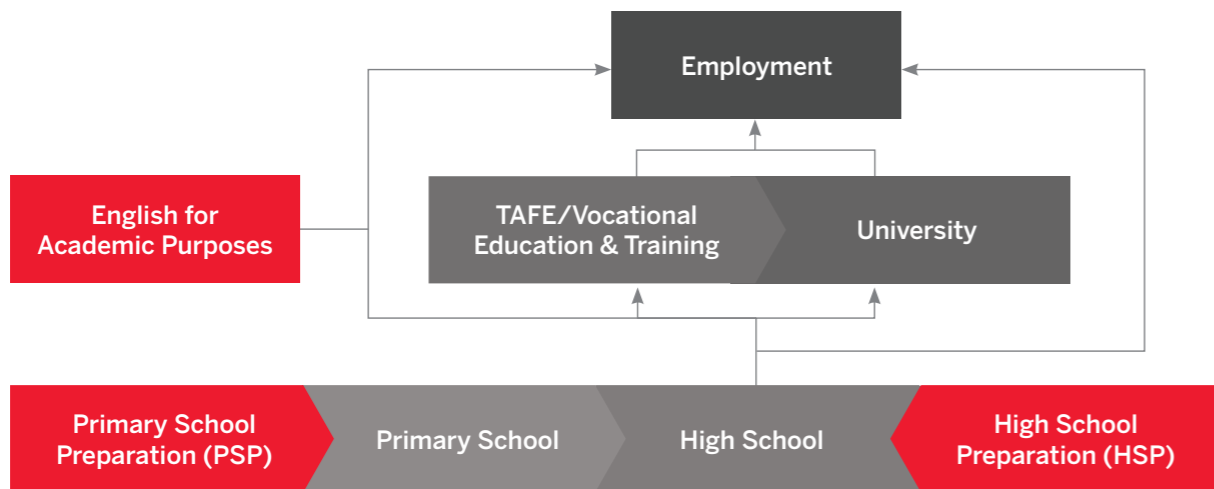 Employment
English for
Academic Purposes
TAFE/Vocational
Education & Training
University
Primary School
Preparation (PSP)
Primary School
High School
High School
Preparation (HSP)